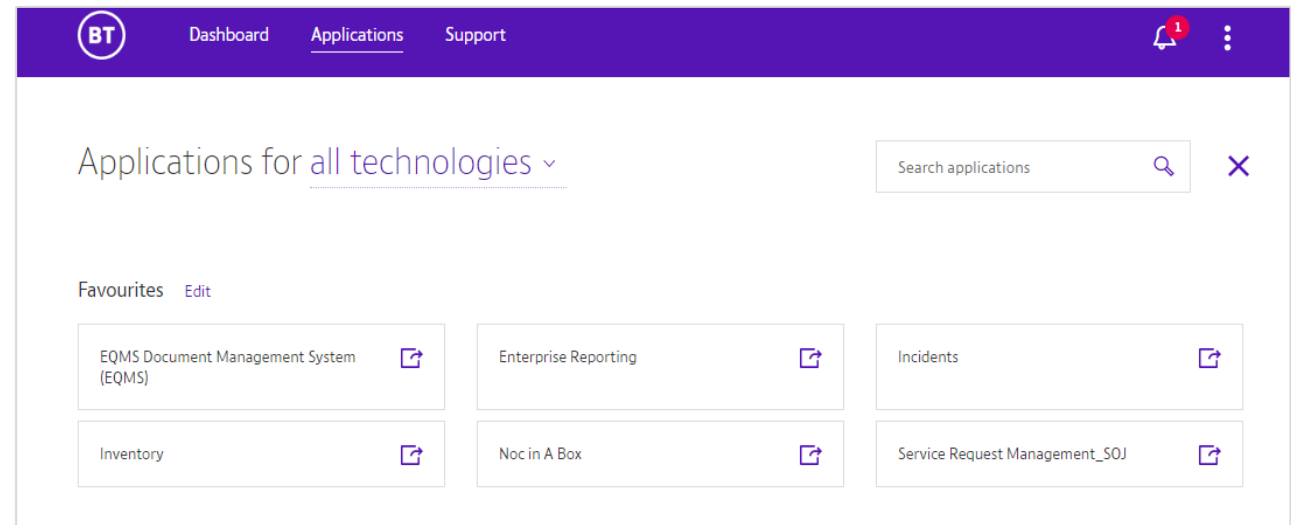 BT Dashboard Applications Support 1
Applications for all technologies
Search applications
Favourites Edit
EQMS Document Management System
(EQMS)
Enterprise Reporting
Incidents
Inventory
Noc in A Box
Service Request Management_SOJ